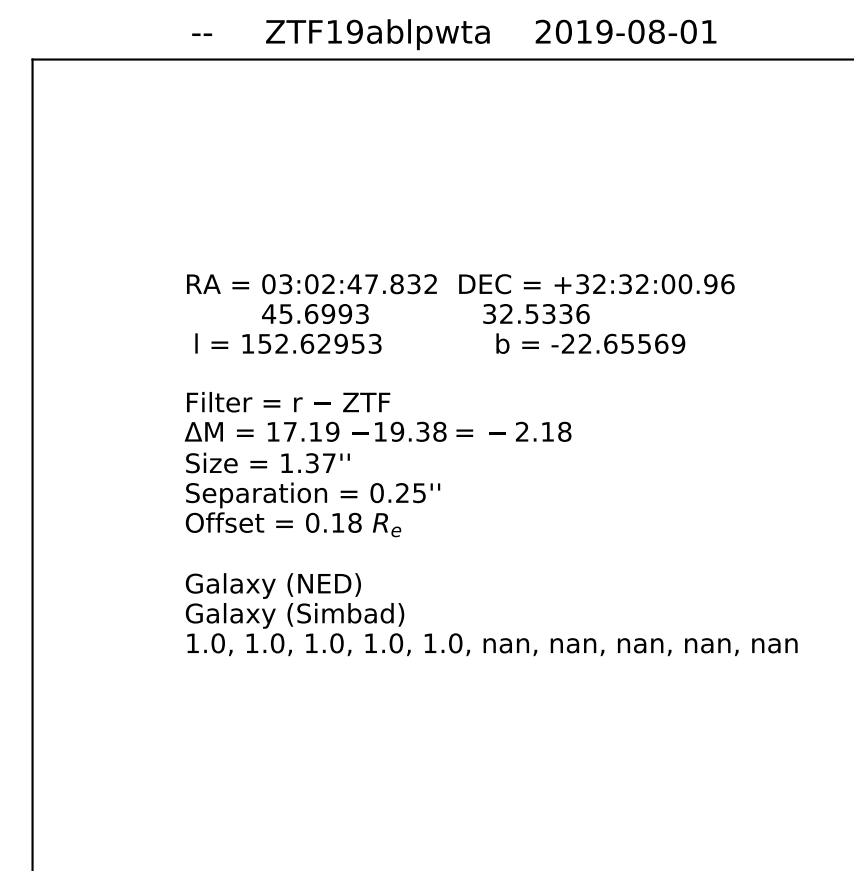 -- ZTF19ablpwta 2019-08-01
RA = 03:02:47.832 DEC = +32:32:00.96
45.6993 32.5336
l = 152.62953 b = -22.65569
Filter = r − ZTF
ΔM = 17.19 −19.38 = − 2.18
Size = 1.37''
Separation = 0.25''
Offset = 0.18 Re
Galaxy (NED)
Galaxy (Simbad)
1.0, 1.0, 1.0, 1.0, 1.0, nan, nan, nan, nan, nan